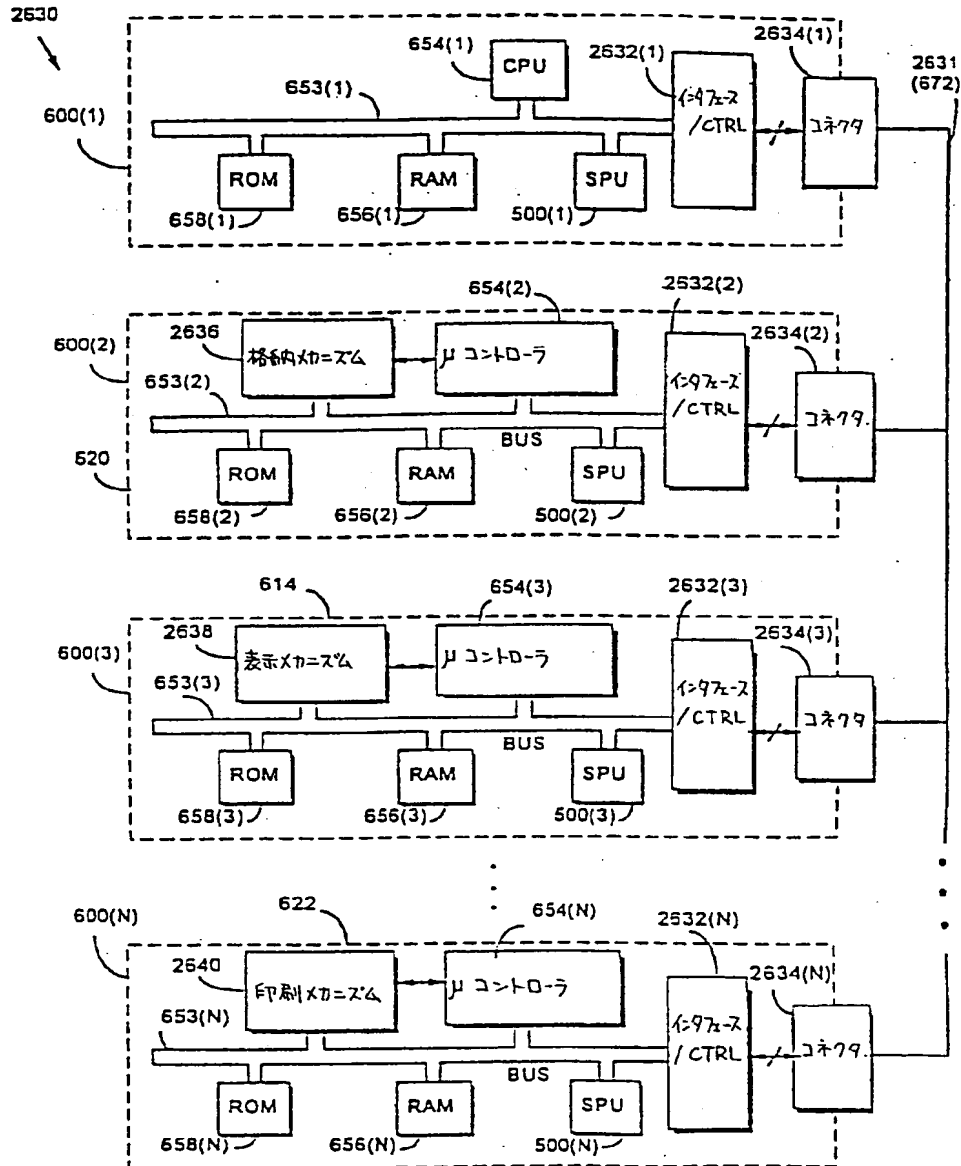 2630
654(1)
2632(1)
2634(1)
2631
(672)
CPU
653(1)
インタフェース
/CTRL
コネクタ
600(1)
ROM
RAM
SPU
658(1)
656(1)
500(1)
654(2)
2632(2)
600(2)
2636
格納メカニズム
μ コントローラ
2634(2)
653(2)
インタフェース
/CTRL
コネクタ
BUS
620
ROM
RAM
SPU
658(2)
656(2)
500(2)
614
654(3)
2632(3)
2638
表示メカニズム
μ コントローラ
2634(3)
600(3)
653(3)
インタフェース
/CTRL
コネクタ
BUS
ROM
RAM
SPU
658(3)
656(3)
500(3)
600(N)
622
654(N)
2632(N)
2640
印刷メカニズム
μ コントローラ
2634(N)
653(N)
インタフェース
/CTRL
コネクタ
BUS
ROM
RAM
SPU
658(N)
656(N)
500(N)